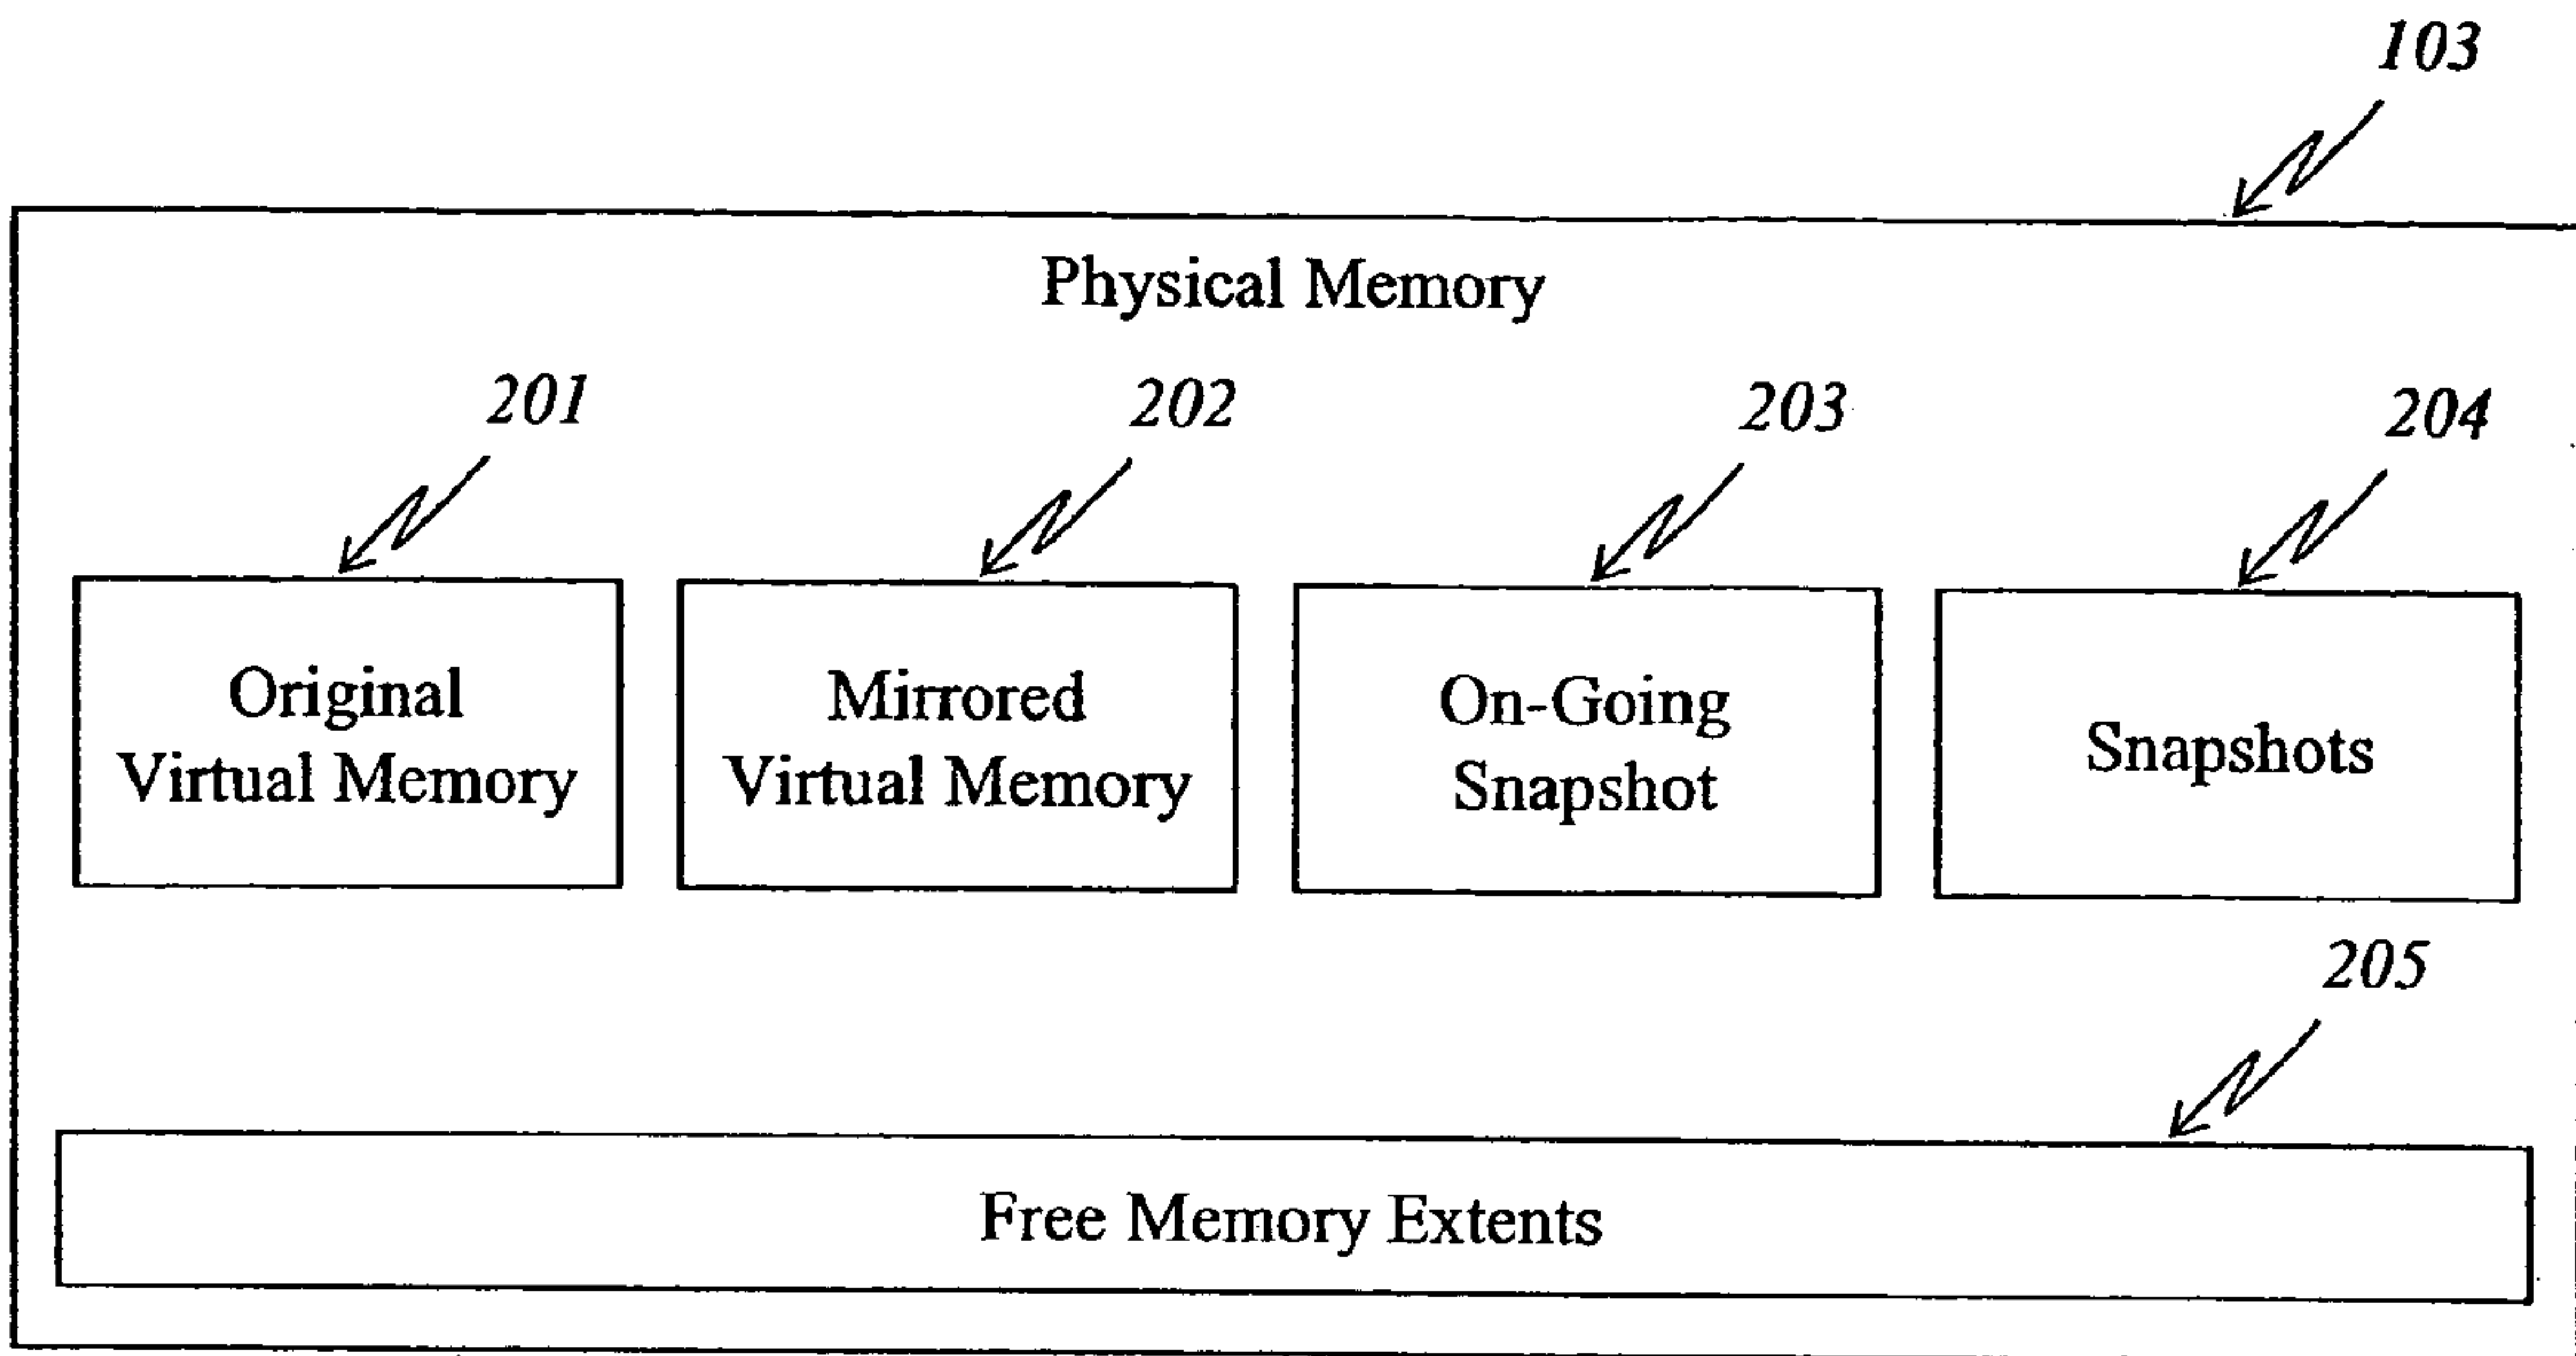 103
Physical Memory
201
202
203
204
Original
Virtual Memory
Mirrored
Virtual Memory
On-Going
Snapshot
Snapshots
205
Free Memory Extents